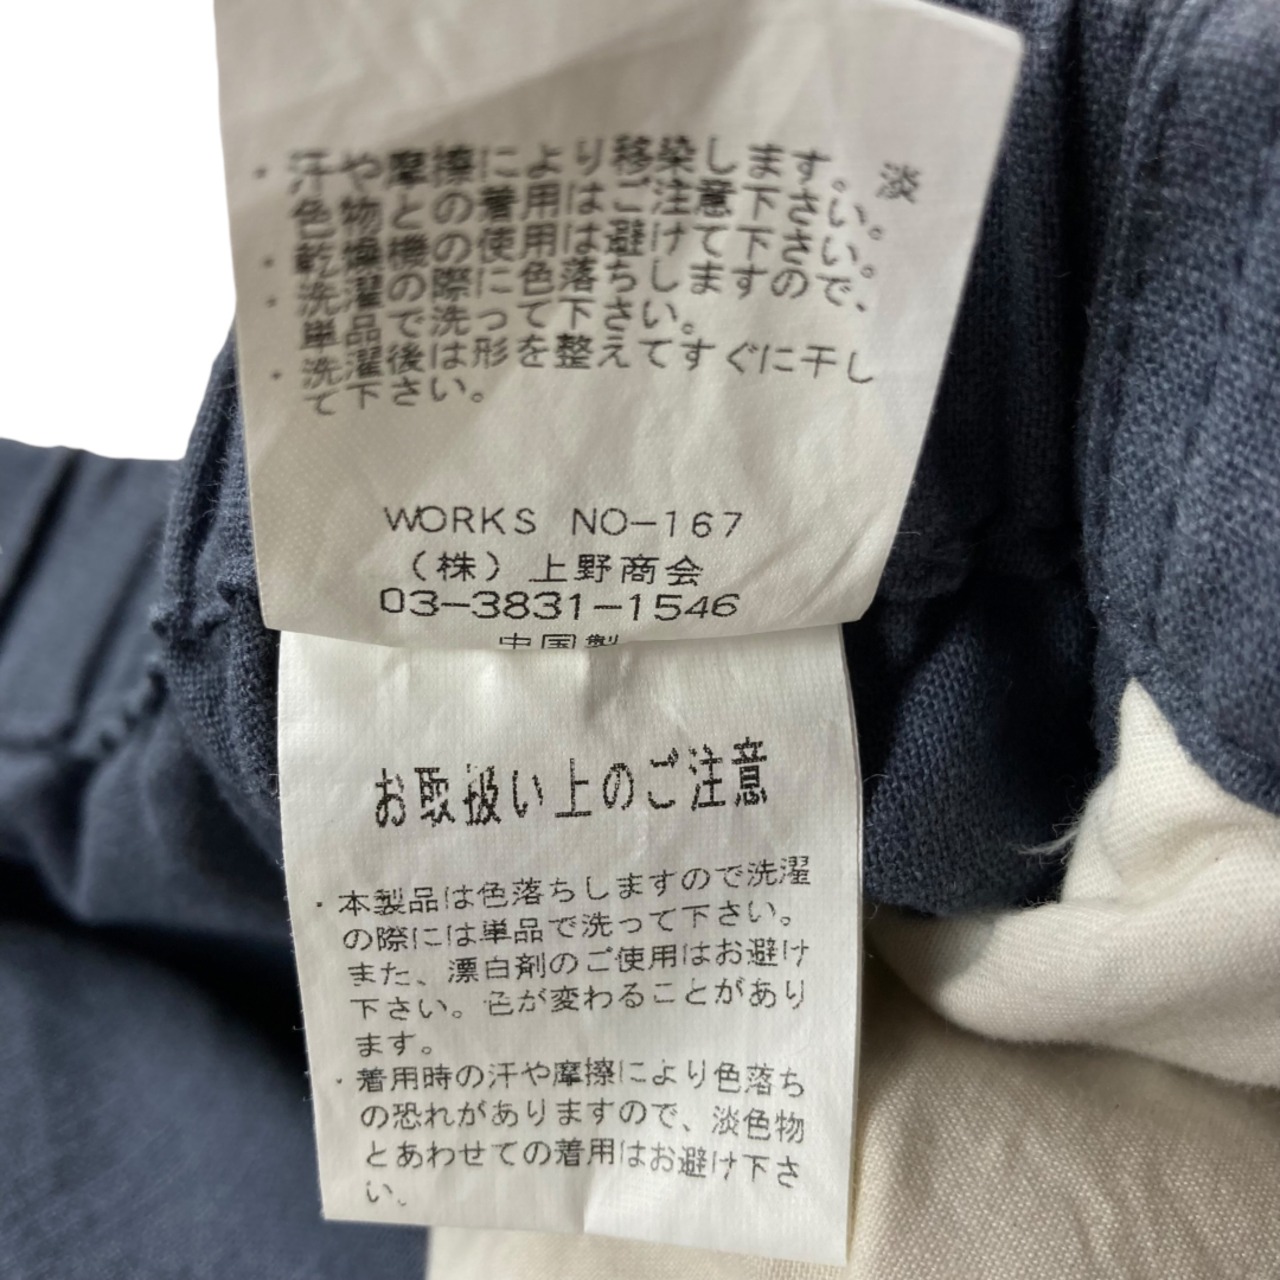 ・汗や摩擦により移染します。淡
色物との着用はご注意下さい。
・乾燥機の使用は避けて下さい。
・洗濯の際に色落ちしますので、
単品で洗って下さい。
・洗濯後は形を整えてすぐに干し
て下さい。
WORKS NO-167
(株)上野商会
03-3831-1546
中国製
お取扱い上のご注意
・本製品は色落ちしますので洗濯
の際には単品で洗って下さい。
また、漂白剤のご使用はお避け
下さい。色が変わることがあり
ます。
・着用時の汗や摩擦により色落ち
の恐れがありますので、淡色物
とあわせての着用はお避け下さ
い。